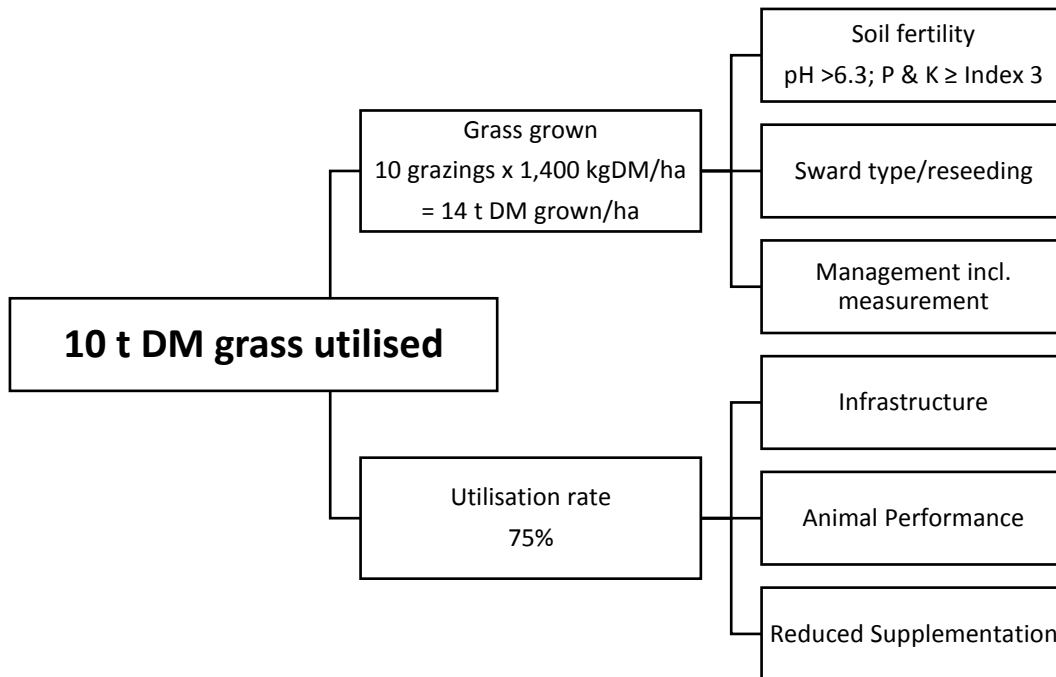 10 t DM grass utilised
Grass grown
10 grazings x 1,400 kgDM/ha
= 14 t DM grown/ha
Soil fertility
pH >6.3; P & K ≥ Index 3
Sward type/reseeding
Management incl.
measurement
Utilisation rate
75%
Infrastructure
Animal Performance
Reduced Supplementation